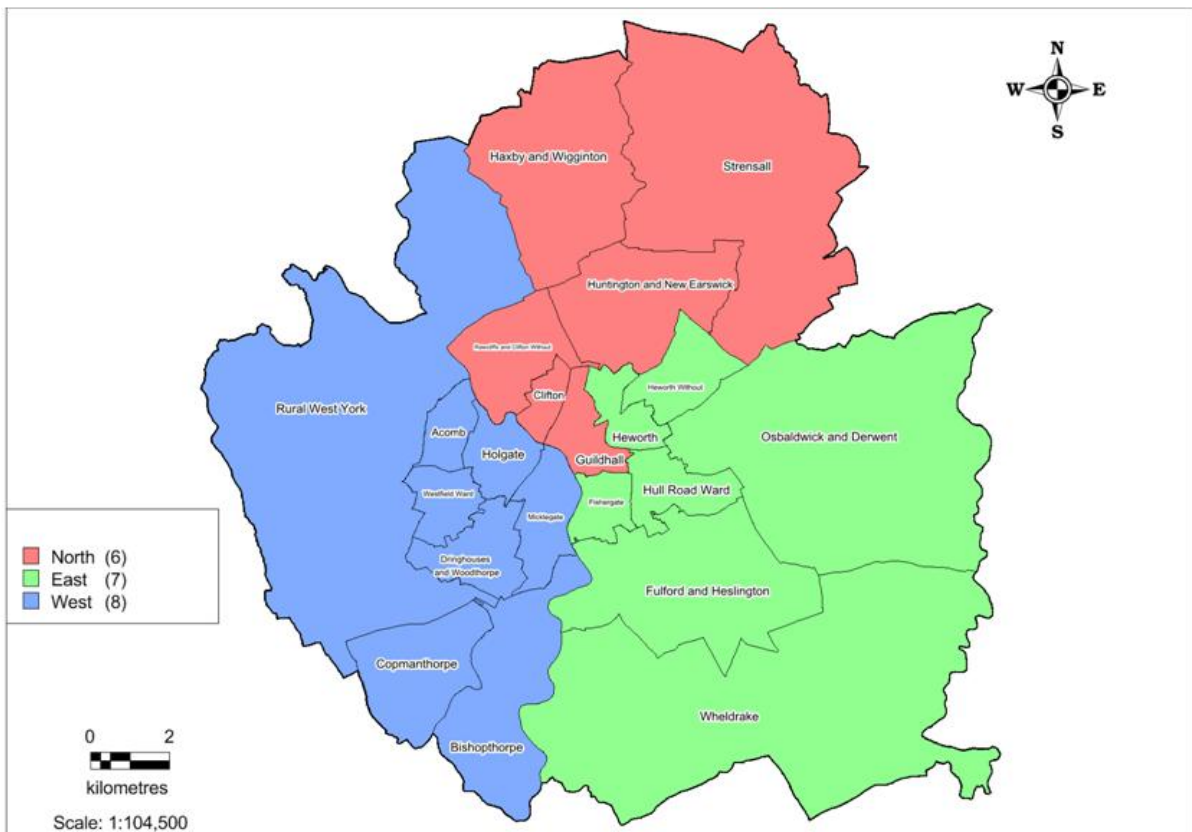 N
W E
S
Haxby and Wigginton
Strensall
Huntington and New Earswick
Rawcliffe and Clifton Without
Heworth Without
Clifton
Rural West York
Acomb
Heworth
Osbaldwick and Derwent
Holgate
Guildhall
Westfield Ward
Hull Road Ward
Fishergate
Micklegate
Dringhouses
and Woodthorpe
Fulford and Heslington
North (6)
East (7)
West (8)
Copmanthorpe
Wheldrake
Bishopthorpe
0 2
kilometres
Scale: 1:104,500